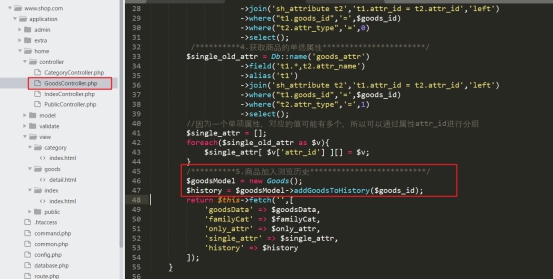 www.shop.com
application
admin
extra
home
controller
CategoryController.php
GoodsController.php
IndexController.php
PublicController.php
model
validate
view
category
index.html
goods
detail.html
index
index.html
public
.htaccess
command.php
common.php
config.php
database.php
route.php
28 ->join('sh_attribute t2','t1.attr_id = t2.attr_id','left')
29 ->where("t1.goods_id",'=',$goods_id)
30 ->where("t2.attr_type",'=',0)
31 ->select();
32 /**********4.获取商品的单选属性***********************/
33 $single_old_attr = Db::name('goods_attr')
34 ->field('t1.*,t2.attr_name')
35 ->alias('t1')
36 ->join('sh_attribute t2','t1.attr_id = t2.attr_id','left')
37 ->where("t1.goods_id",'=',$goods_id)
38 ->where("t2.attr_type",'=',1)
39 ->select();
40 //因为一个单选属性，对应的值可能有多个，所以可以通过属性attr_id进行分组
41 $single_attr = [];
42 foreach($single_old_attr as $v){
43 $single_attr[ $v['attr_id'] ][] = $v;
44 }
45 /**********5.商品加入浏览历史**************************/
46 $goodsModel = new Goods();
47 $history = $goodsModel->addGoodsToHistory($goods_id);
48 return $this->fetch('',[
49 'goodsData' => $goodsData,
50 'familyCat' => $familyCat,
51 'only_attr' => $only_attr,
52 'single_attr' => $single_attr,
53 'history' => $history
54 ]);
55 }